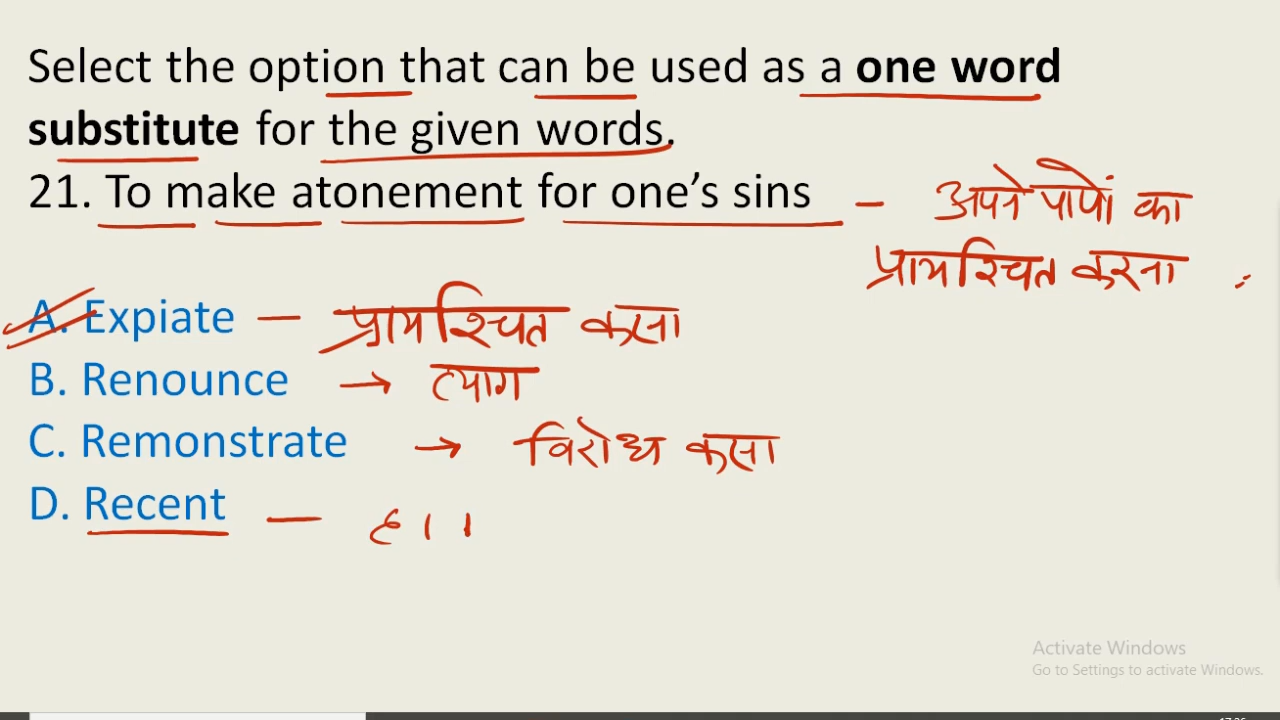 Select the option that can be used as a one word
substitute for the given words.
21. To make atonement for one's sins – अपने पापों का
प्रायश्चित करना
A. Expiate – प्रायश्चित करना
B. Renounce → त्याग
C. Remonstrate → विरोध करना
D. Recent –
Activate Windows
Go to Settings to activate Windows.